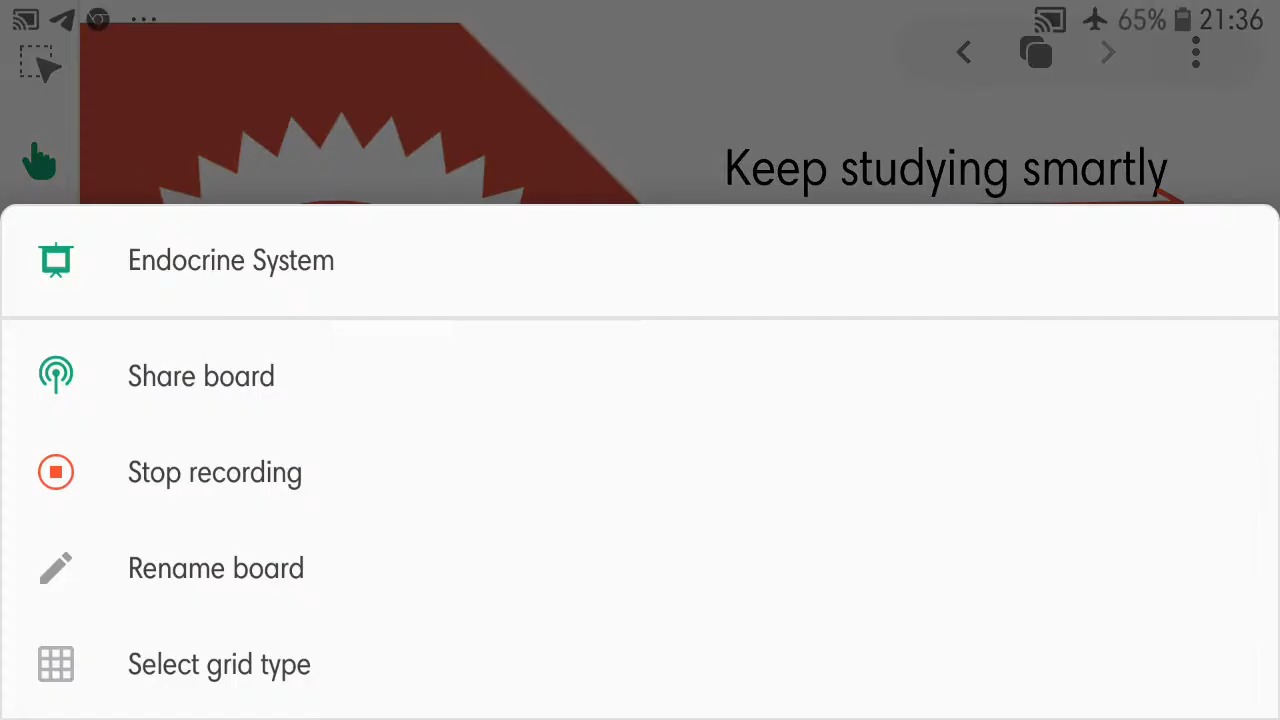 65% 21:36
Keep studying smartly
Endocrine System
Share board
Stop recording
Rename board
Select grid type